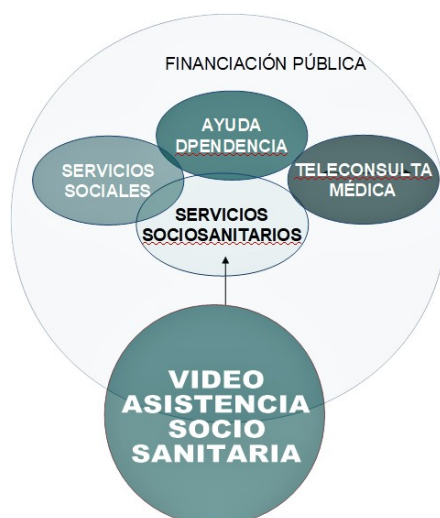 FINANCIACIÓN PÚBLICA
AYUDA
DPENDENCIA
SERVICIOS
SOCIALES
TELECONSULTA
MÉDICA
SERVICIOS
SOCIOSANITARIOS
VIDEO
ASISTENCIA
SOCIO
SANITARIA